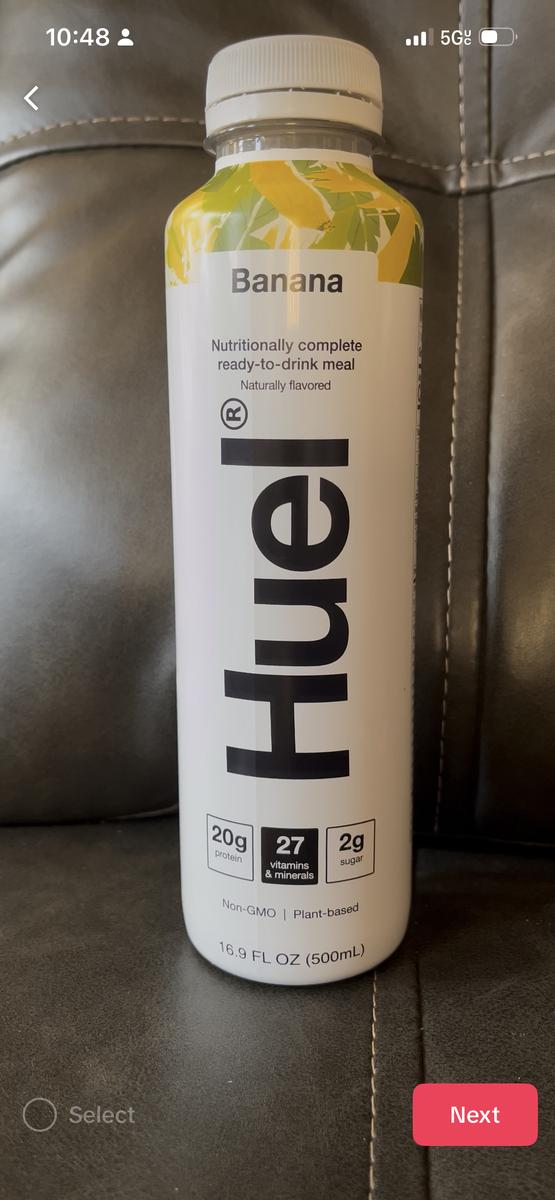 10:48
5GUC
Banana
Nutritionally complete
ready-to-drink meal
Naturally flavored
Huel®
20g
protein
27
vitamins
& minerals
2g
sugar
Non-GMO | Plant-based
16.9 FL OZ (500mL)
Select
Next